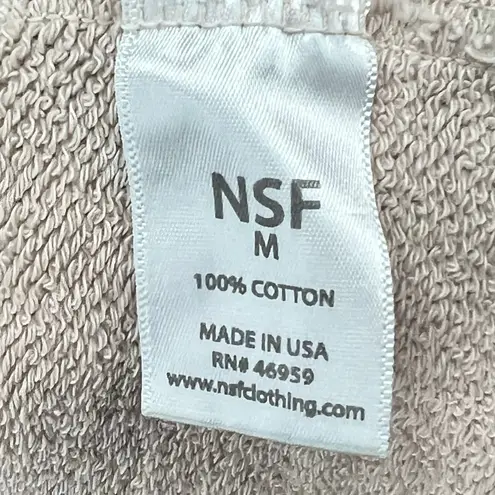 NSF
M
100% COTTON
MADE IN USA
RN# 46959
www.nsfclothing.com